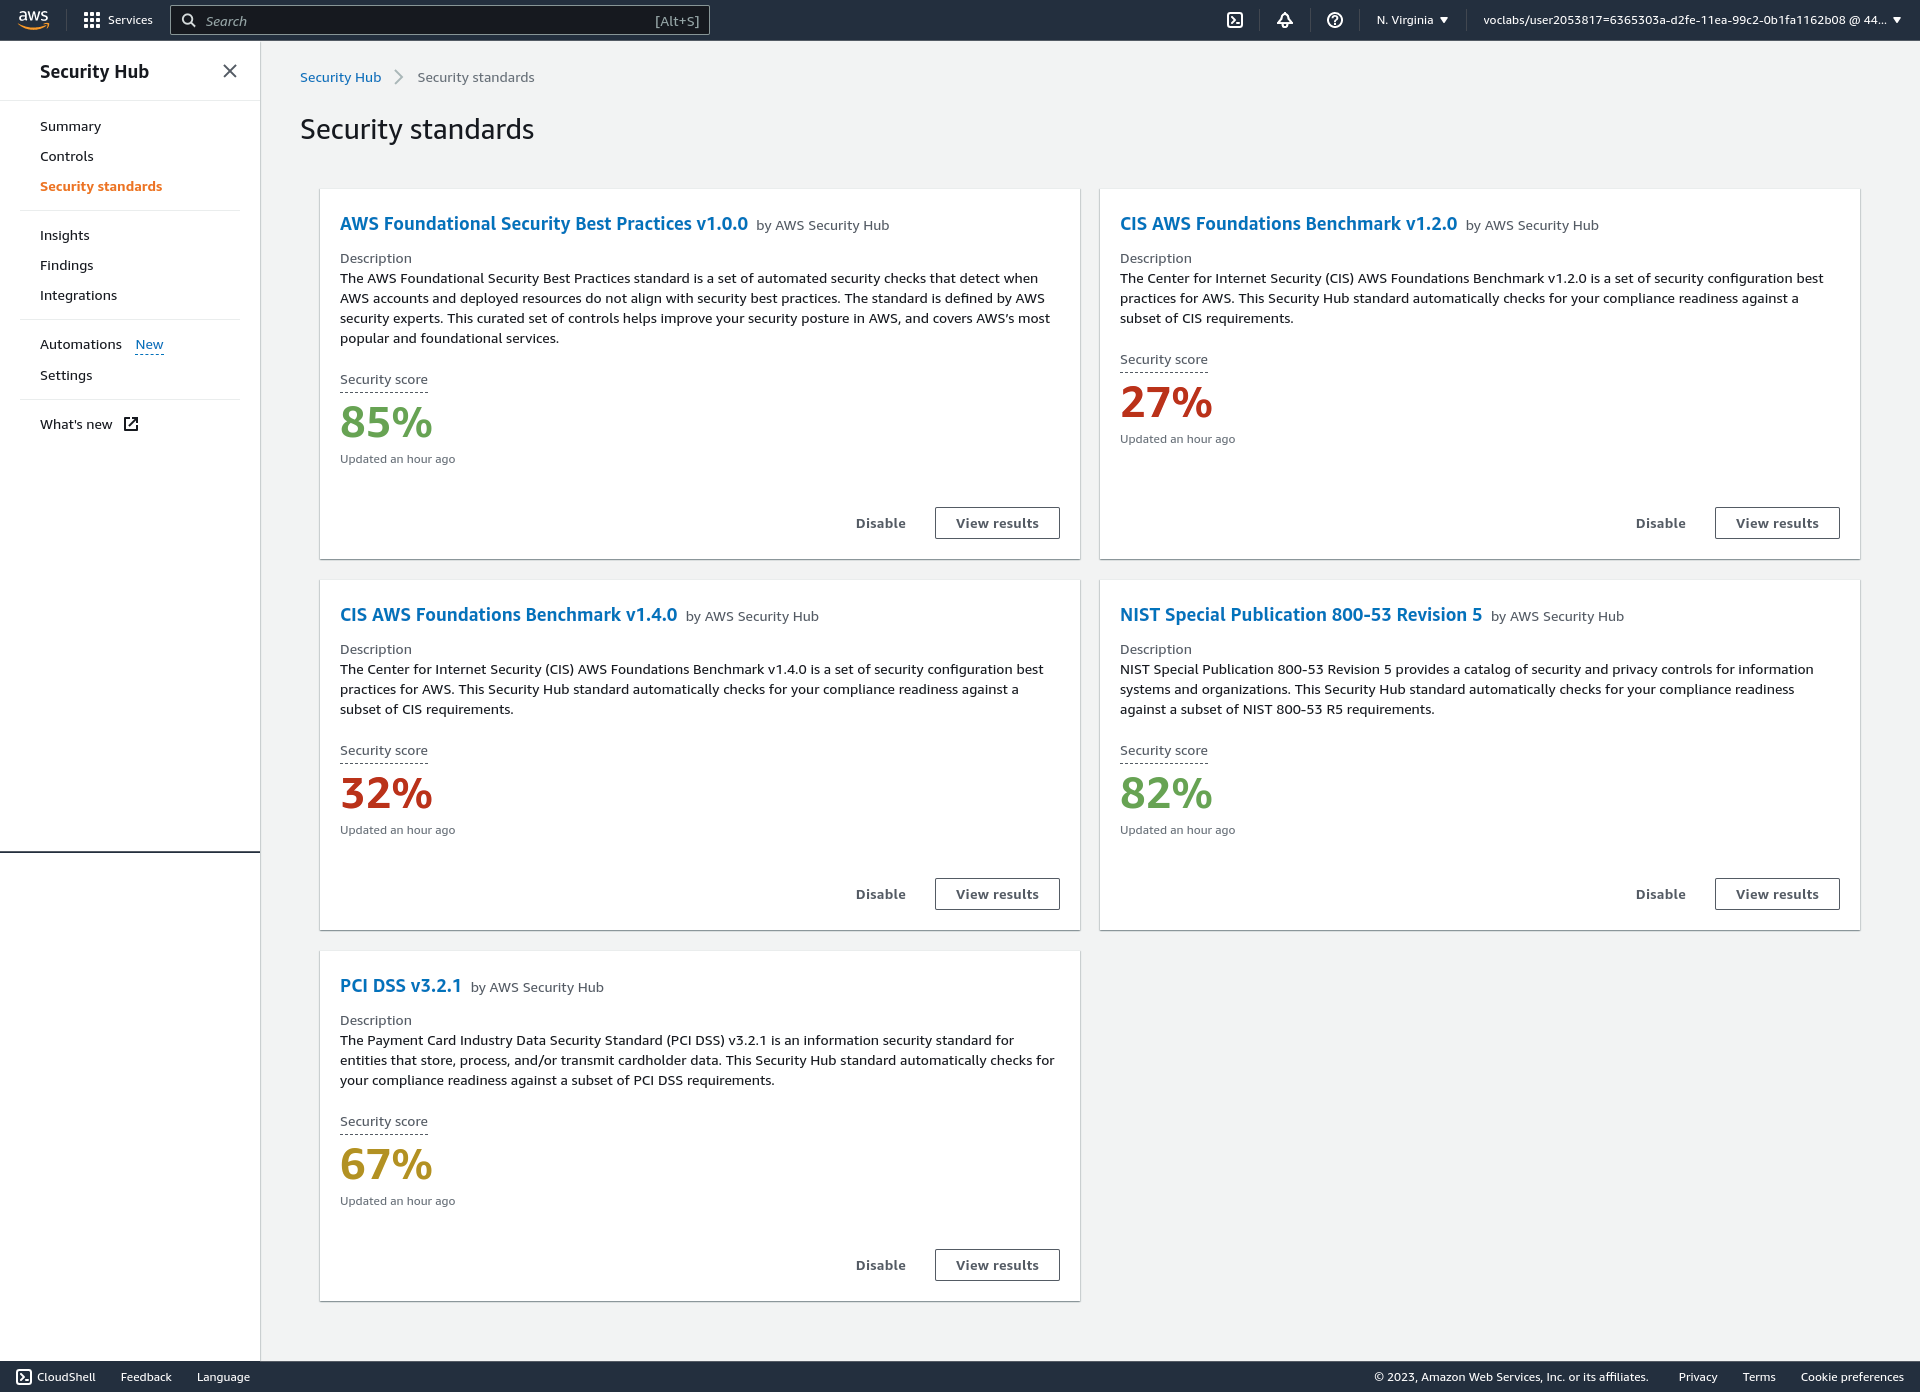 aws
Services
Search
[Alt+S]
N. Virginia
voclabs/user2053817=6365303a-d2fe-11ea-99c2-0b1fa1162b08 @ 44...
Security Hub
Summary
Controls
Security standards
Insights
Findings
Integrations
Automations New
Settings
What's new
Security Hub
Security standards
Security standards
AWS Foundational Security Best Practices v1.0.0 by AWS Security Hub
Description
The AWS Foundational Security Best Practices standard is a set of automated security checks that detect when
AWS accounts and deployed resources do not align with security best practices. The standard is defined by AWS
security experts. This curated set of controls helps improve your security posture in AWS, and covers AWS’s most
popular and foundational services.
Security score
85%
Updated an hour ago
Disable
View results
CIS AWS Foundations Benchmark v1.2.0 by AWS Security Hub
Description
The Center for Internet Security (CIS) AWS Foundations Benchmark v1.2.0 is a set of security configuration best
practices for AWS. This Security Hub standard automatically checks for your compliance readiness against a
subset of CIS requirements.
Security score
27%
Updated an hour ago
Disable
View results
CIS AWS Foundations Benchmark v1.4.0 by AWS Security Hub
Description
The Center for Internet Security (CIS) AWS Foundations Benchmark v1.4.0 is a set of security configuration best
practices for AWS. This Security Hub standard automatically checks for your compliance readiness against a
subset of CIS requirements.
Security score
32%
Updated an hour ago
Disable
View results
NIST Special Publication 800-53 Revision 5 by AWS Security Hub
Description
NIST Special Publication 800-53 Revision 5 provides a catalog of security and privacy controls for information
systems and organizations. This Security Hub standard automatically checks for your compliance readiness
against a subset of NIST 800-53 R5 requirements.
Security score
82%
Updated an hour ago
Disable
View results
PCI DSS v3.2.1 by AWS Security Hub
Description
The Payment Card Industry Data Security Standard (PCI DSS) v3.2.1 is an information security standard for
entities that store, process, and/or transmit cardholder data. This Security Hub standard automatically checks for
your compliance readiness against a subset of PCI DSS requirements.
Security score
67%
Updated an hour ago
Disable
View results
CloudShell
Feedback
Language
© 2023, Amazon Web Services, Inc. or its affiliates.
Privacy
Terms
Cookie preferences